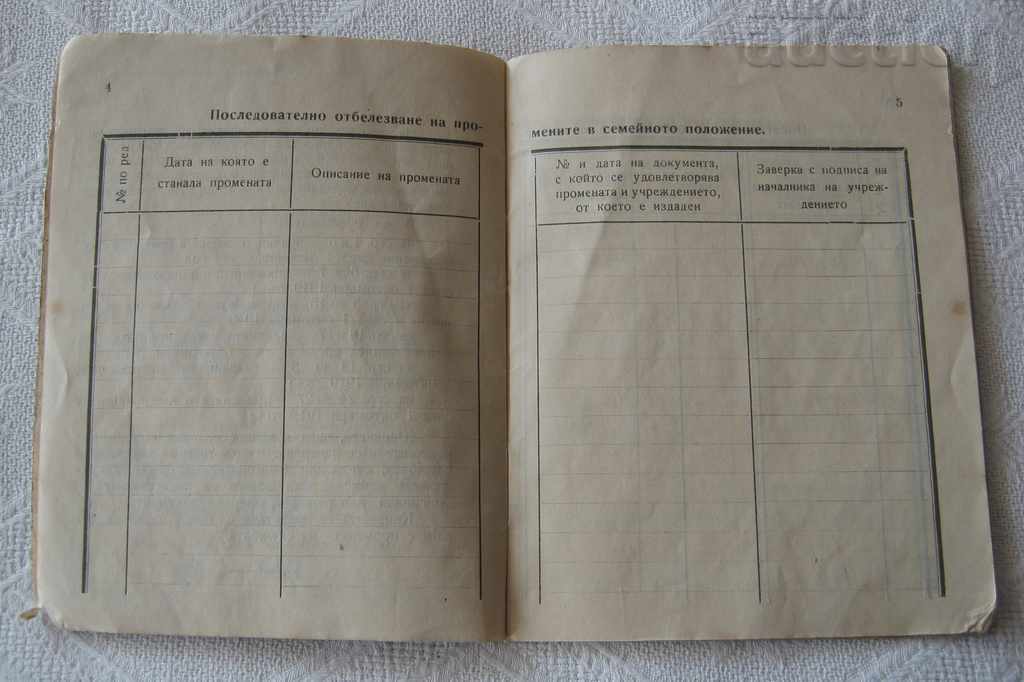 4
Последователно отбелезване на про-
№ по ред
Дата на която е
станала промената
Описание на промената
5
мените в семейното положение.
№ и дата на документа,
с който се удовлетворява
промената и учреждението,
от което е издаден
Заверка с подписа на
началника на учреж-
дението